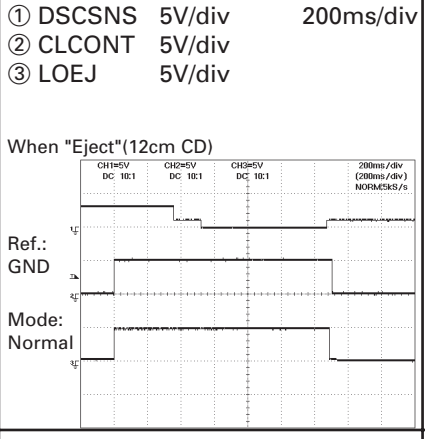 ① DSCSNS 5V/div 200ms/div
② CLCONT 5V/div
③ LOEJ 5V/div
When "Eject"(12cm CD)
CH1=5V CH2=5V CH3=5V 200ms/div
DC 10:1 DC 10:1 DC 10:1 (200ms/div)
NORM:5kS/s
Ref.:
GND
Mode:
Normal